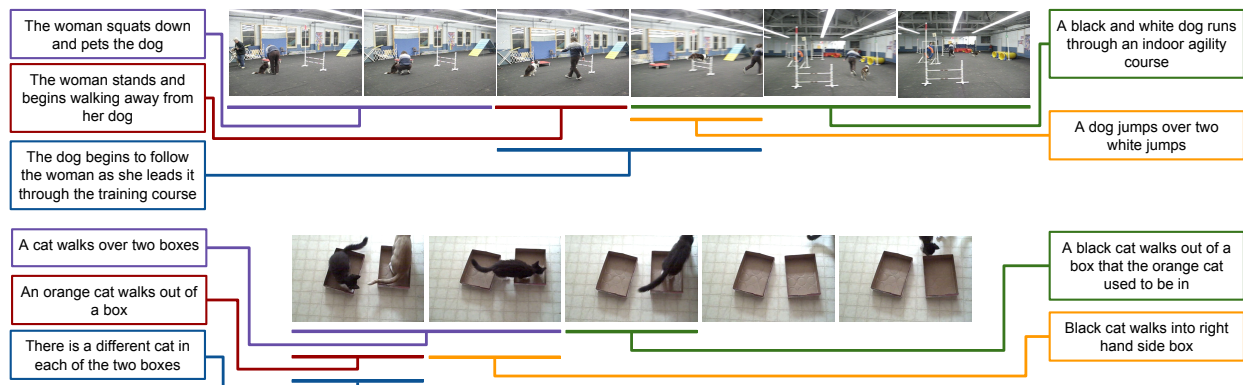 The woman squats down
and pets the dog
The woman stands and
begins walking away from
her dog
The dog begins to follow
the woman as she leads it
through the training course
A black and white dog runs
through an indoor agility
course
A dog jumps over two
white jumps
A cat walks over two boxes
An orange cat walks out of
a box
There is a different cat in
each of the two boxes
A black cat walks out of a
box that the orange cat
used to be in
Black cat walks into right
hand side box